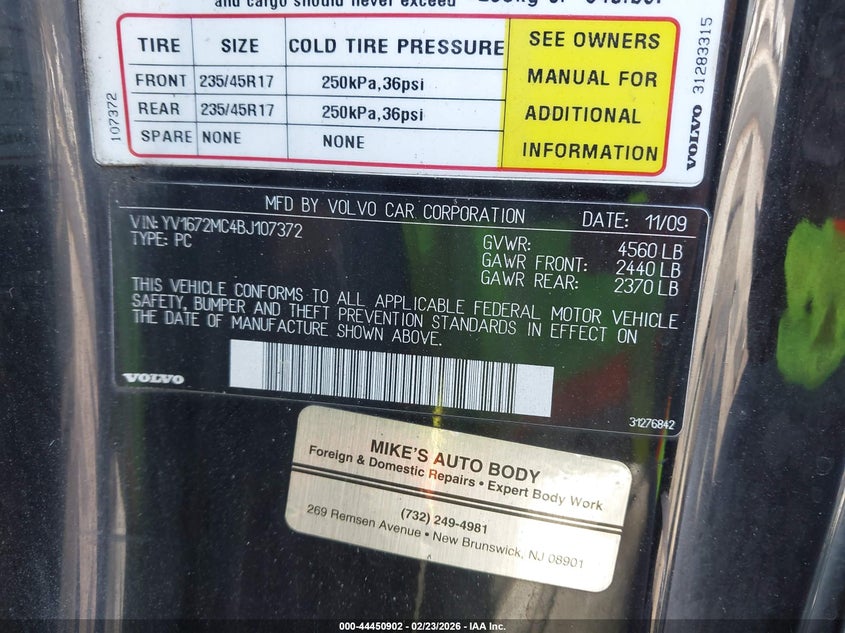 and cargo should never exceed
TIRE SIZE COLD TIRE PRESSURE SEE OWNERS
FRONT 235/45R17 250kPa,36psi MANUAL FOR
REAR 235/45R17 250kPa,36psi ADDITIONAL
SPARE NONE NONE INFORMATION
107372
VOLVO 31283315
MFD BY VOLVO CAR CORPORATION DATE: 11/09
VIN: YV1672MC4BJ107372
TYPE: PC
GVWR: 4560 LB
GAWR FRONT: 2440 LB
GAWR REAR: 2370 LB
THIS VEHICLE CONFORMS TO ALL APPLICABLE FEDERAL MOTOR VEHICLE
SAFETY, BUMPER AND THEFT PREVENTION STANDARDS IN EFFECT ON
THE DATE OF MANUFACTURE SHOWN ABOVE.
VOLVO
31276842
MIKE'S AUTO BODY
Foreign & Domestic Repairs • Expert Body Work
(732) 249-4981
269 Remsen Avenue • New Brunswick, NJ 08901
000-44450902 - 02/23/2026 - IAA Inc.